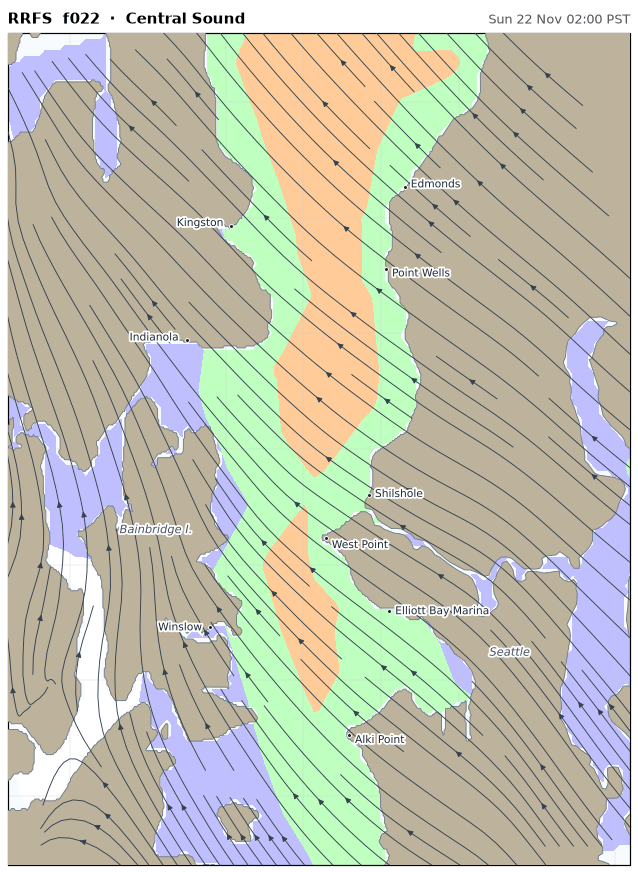 RRFS f022 · Central Sound
Sun 22 Nov 02:00 PST
Edmonds
Kingston
Point Wells
Indianola
Shilshole
Bainbridge I.
West Point
Elliott Bay Marina
Winslow
Seattle
Alki Point